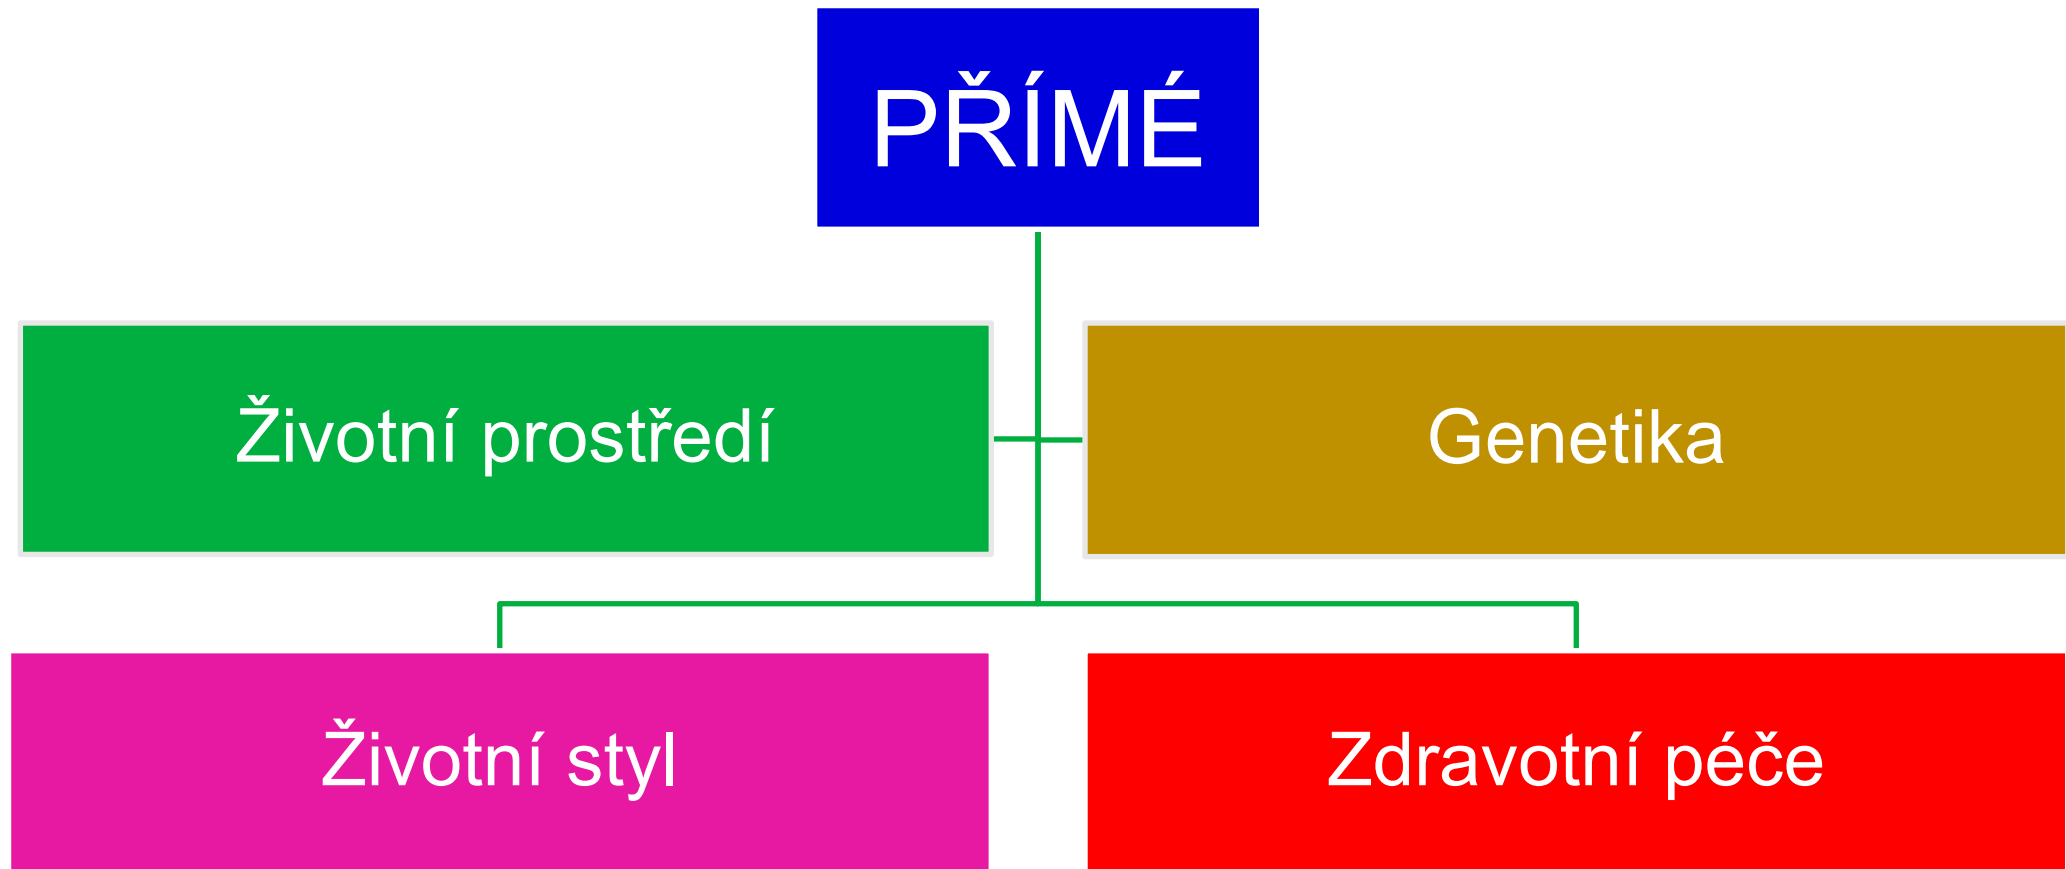 PŘÍMÉ
Životní prostředí
Genetika
Životní styl
Zdravotní péče